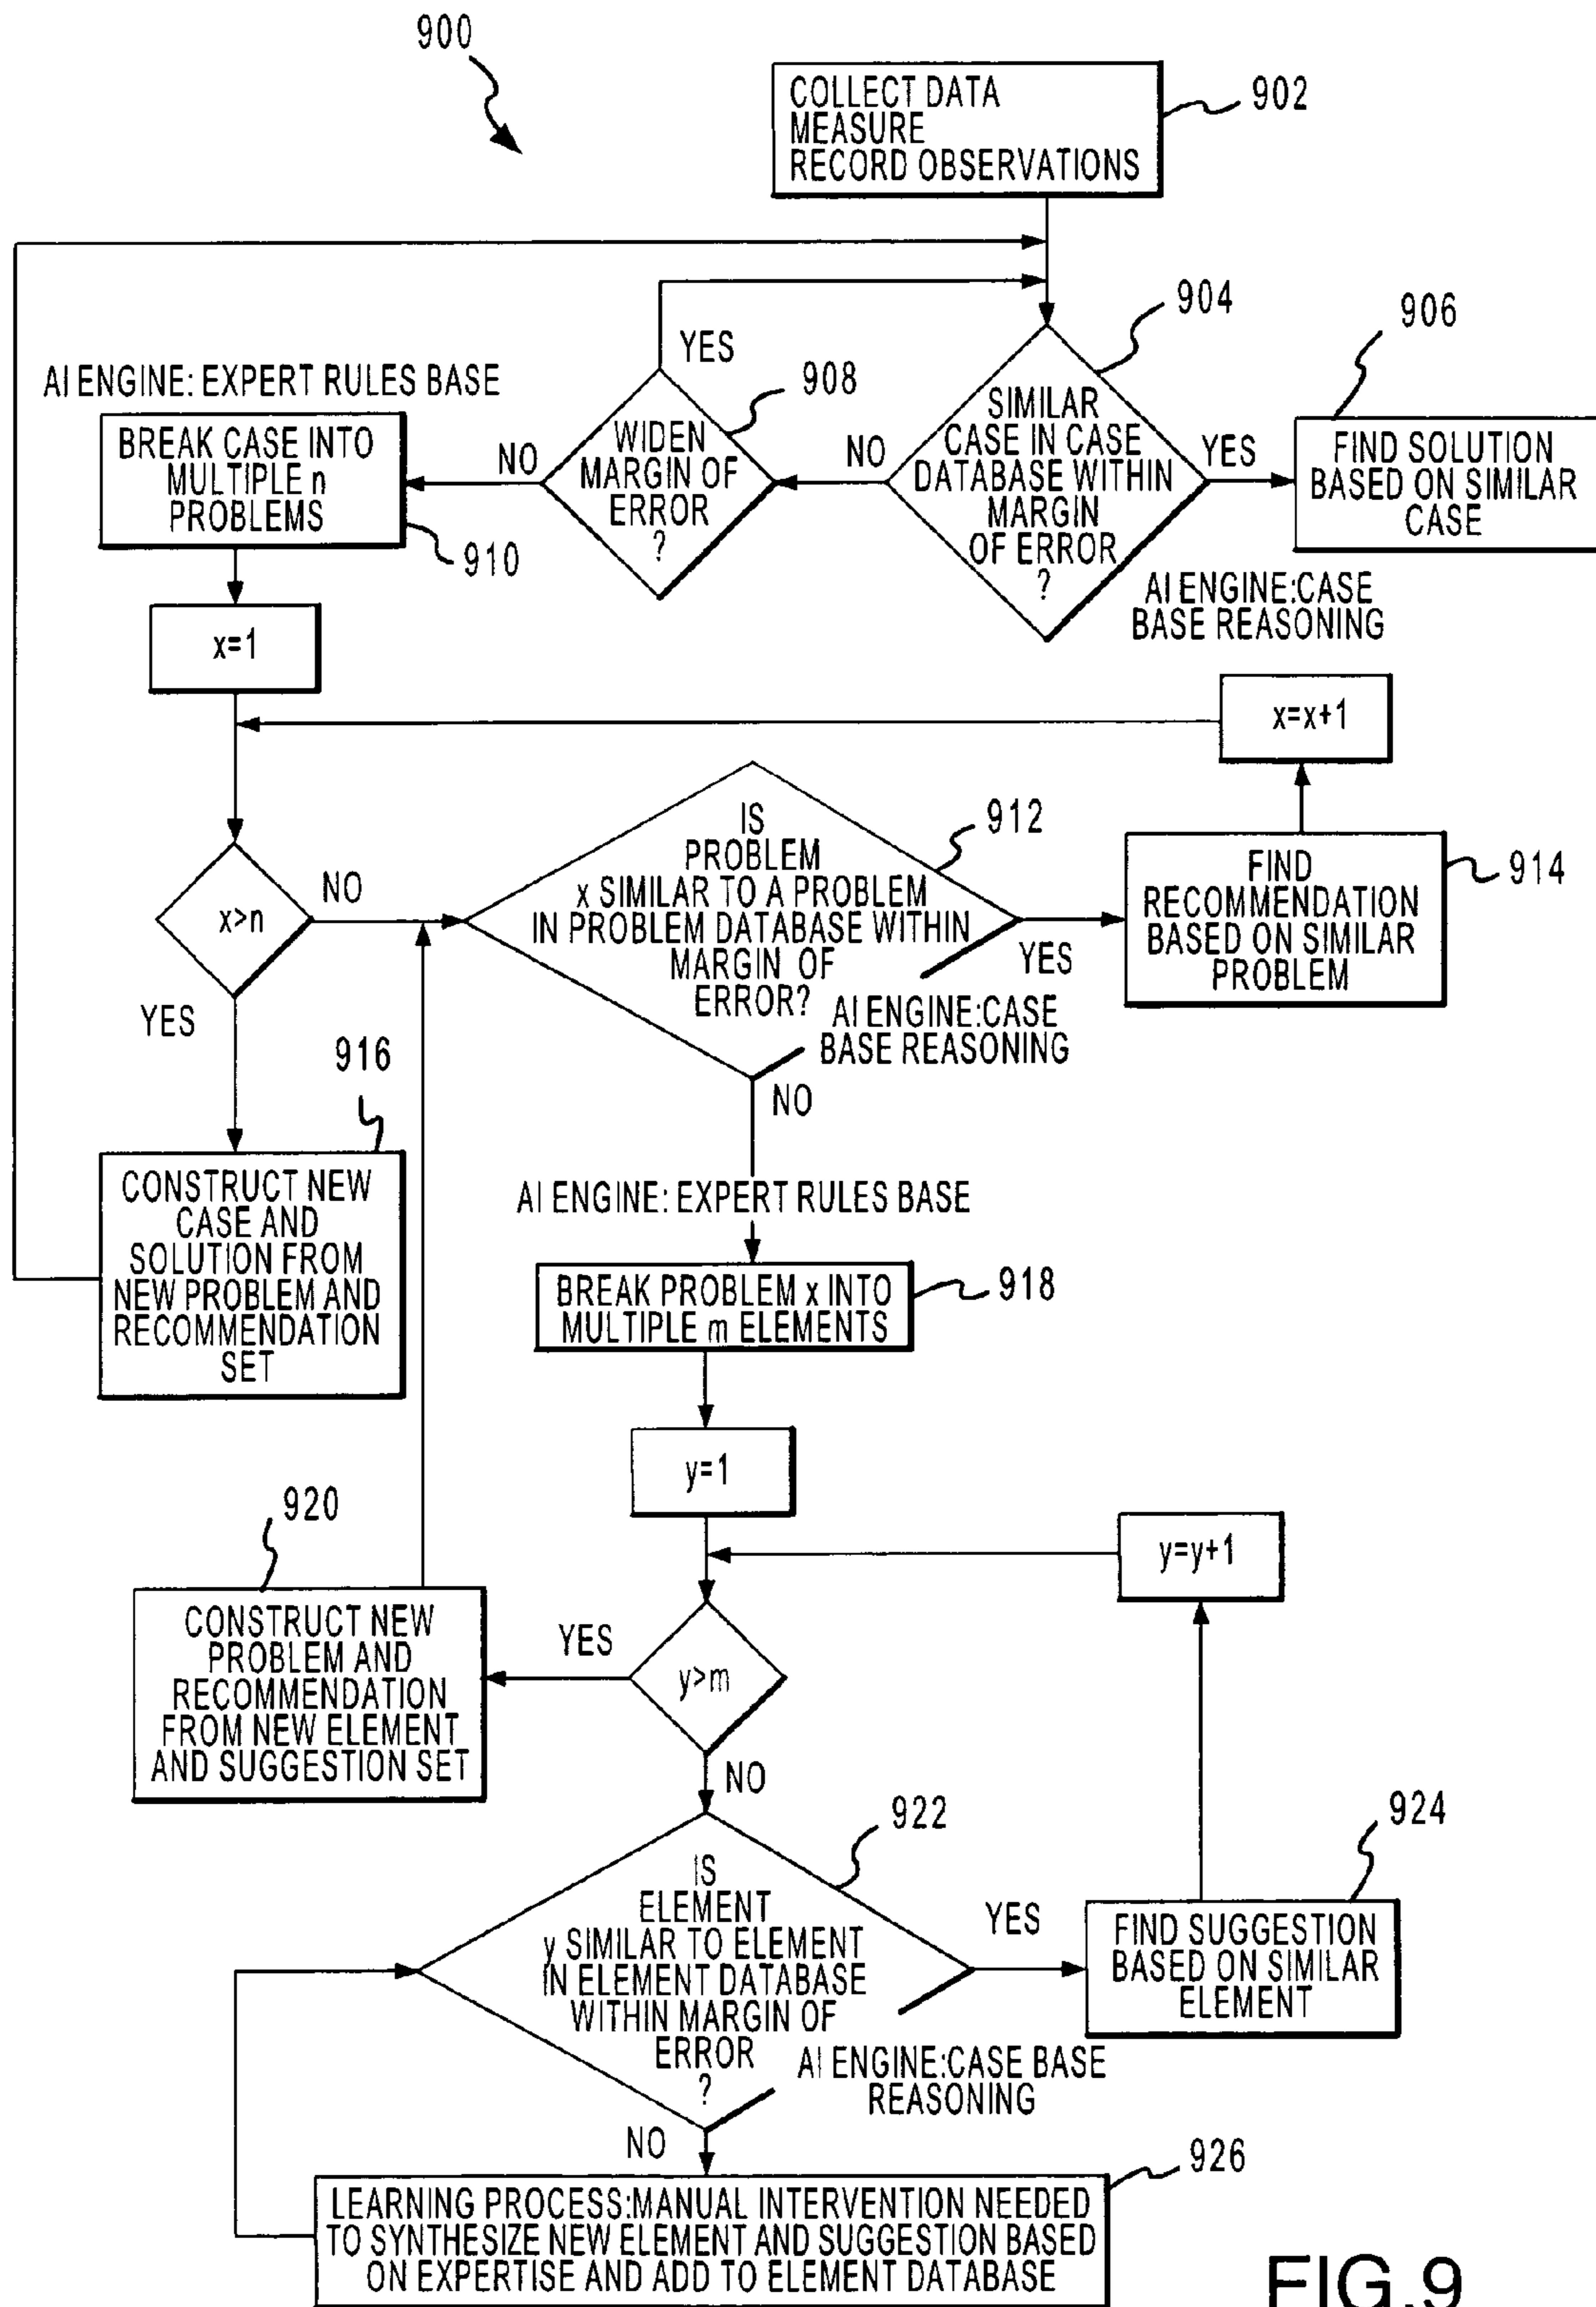 900
COLLECT DATA
MEASURE
RECORD OBSERVATIONS
902
904
906
SIMILAR
CASE IN CASE
DATABASE WITHIN
MARGIN
OF ERROR
?
YES
FIND SOLUTION
BASED ON SIMILAR
CASE
AI ENGINE:CASE
BASE REASONING
NO
YES
908
WIDEN
MARGIN OF
ERROR
?
NO
AI ENGINE: EXPERT RULES BASE
BREAK CASE INTO
MULTIPLE n
PROBLEMS
910
x=1
x=x+1
x>n
NO
YES
912
IS
PROBLEM
x SIMILAR TO A PROBLEM
IN PROBLEM DATABASE WITHIN
MARGIN OF
ERROR?
YES
AI ENGINE:CASE
BASE REASONING
NO
FIND
RECOMMENDATION
BASED ON SIMILAR
PROBLEM
914
916
CONSTRUCT NEW
CASE AND
SOLUTION FROM
NEW PROBLEM AND
RECOMMENDATION
SET
AI ENGINE: EXPERT RULES BASE
BREAK PROBLEM x INTO
MULTIPLE m ELEMENTS
918
y=1
y=y+1
920
CONSTRUCT NEW
PROBLEM AND
RECOMMENDATION
FROM NEW ELEMENT
AND SUGGESTION SET
YES
y>m
NO
922
IS
ELEMENT
y SIMILAR TO ELEMENT
IN ELEMENT DATABASE
WITHIN MARGIN OF
ERROR
?
YES
924
FIND SUGGESTION
BASED ON SIMILAR
ELEMENT
AI ENGINE:CASE BASE
REASONING
NO
926
LEARNING PROCESS:MANUAL INTERVENTION NEEDED
TO SYNTHESIZE NEW ELEMENT AND SUGGESTION BASED
ON EXPERTISE AND ADD TO ELEMENT DATABASE
FIG.9